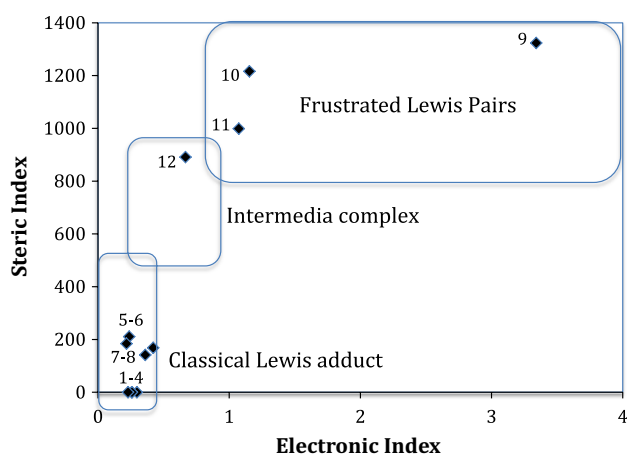 1400
1200
1000
800
600
400
200
0
Steric Index
9
10
Frustrated Lewis Pairs
11
12
Intermedia complex
5-6
7-8
Classical Lewis adduct
1-4
0 1 2 3 4
Electronic Index